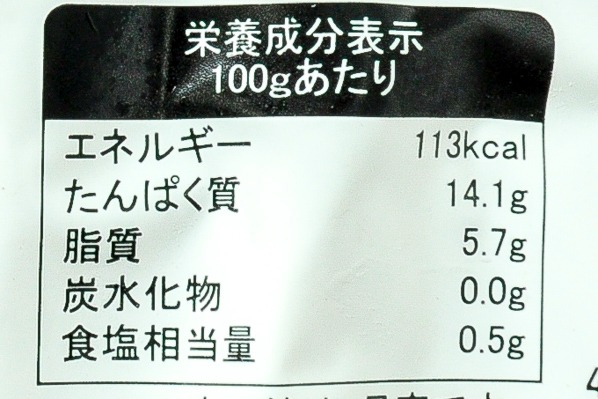 栄養成分表示
100gあたり
エネルギー 113kcal
たんぱく質 14.1g
脂質 5.7g
炭水化物 0.0g
食塩相当量 0.5g